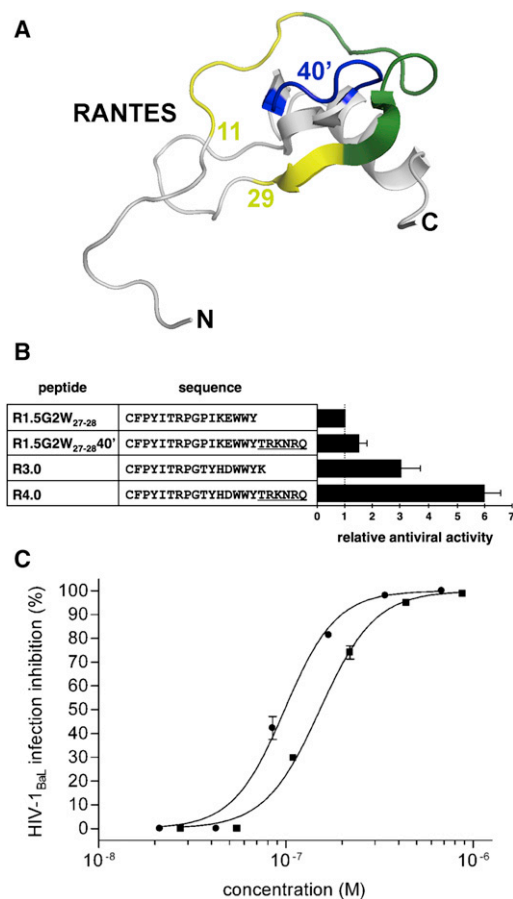 A
RANTES
40'
11
29
C
N
B
peptide sequence
R1.5G2W27-28 CFPYITRPGPIKEWWY
R1.5G2W27-2840' CFPYITRPGPIKEWWYTRKNRQ
R3.0 CFPYITRPGTYHDWWYK
R4.0 CFPYITRPGTYHDWWYTRKNRQ
0 1 2 3 4 5 6 7
relative antiviral activity
C
HIV-1BaL infection inhibition (%)
100
90
80
70
60
50
40
30
20
10
0
10-8 10-7 10-6
concentration (M)